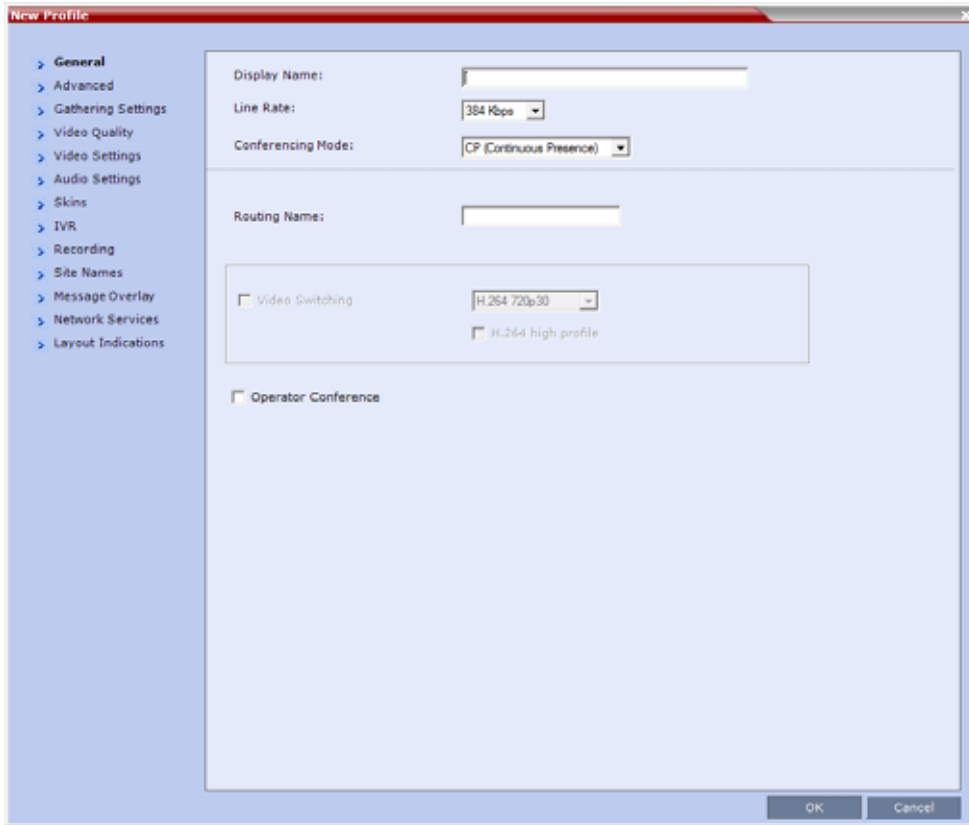 New Profile
General
Advanced
Gathering Settings
Video Quality
Video Settings
Audio Settings
Skins
IVR
Recording
Site Names
Message Overlay
Network Services
Layout Indications
Display Name:
Line Rate:
384 Kbps
Conferencing Mode:
CP (Continuous Presence)
Routing Name:
Video Switching
H.264 720p30
H.264 high profile
Operator Conference
OK
Cancel